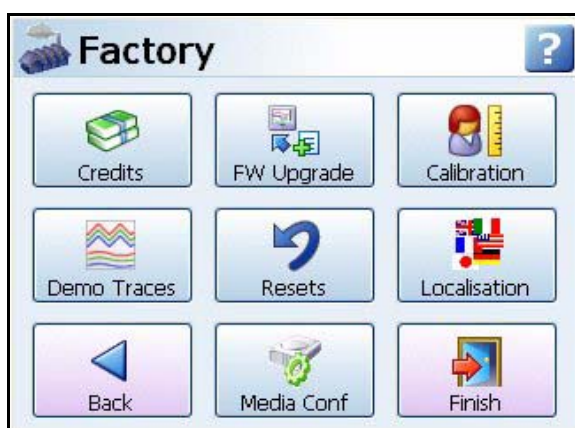 Factory
?
Credits
FW Upgrade
Calibration
Demo Traces
Resets
Localisation
Back
Media Conf
Finish